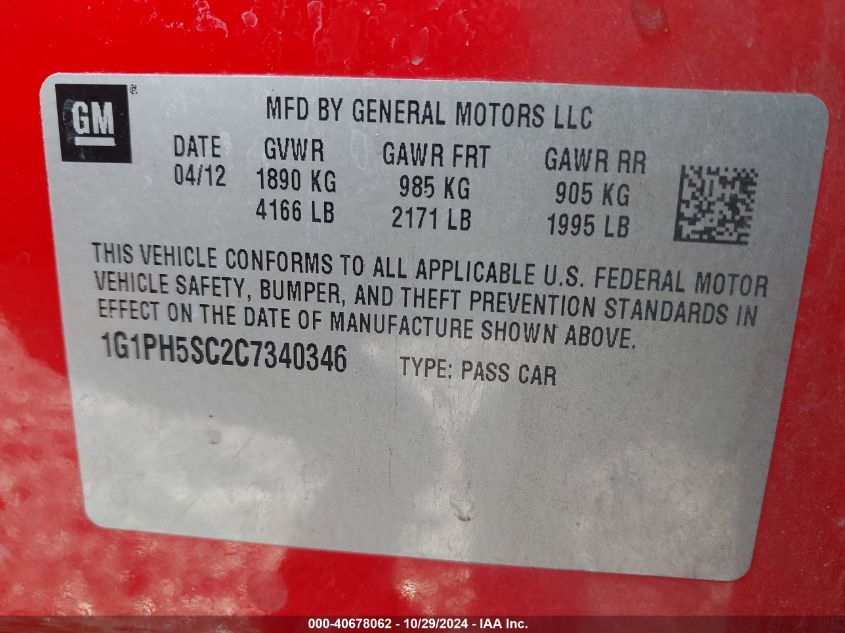 GM®
MFD BY GENERAL MOTORS LLC
DATE GVWR GAWR FRT GAWR RR
04/12 1890 KG 985 KG 905 KG
4166 LB 2171 LB 1995 LB
THIS VEHICLE CONFORMS TO ALL APPLICABLE U.S. FEDERAL MOTOR
VEHICLE SAFETY, BUMPER, AND THEFT PREVENTION STANDARDS IN
EFFECT ON THE DATE OF MANUFACTURE SHOWN ABOVE.
1G1PH5SC2C7340346 TYPE: PASS CAR
000-40678062 - 10/29/2024 - IAA Inc.